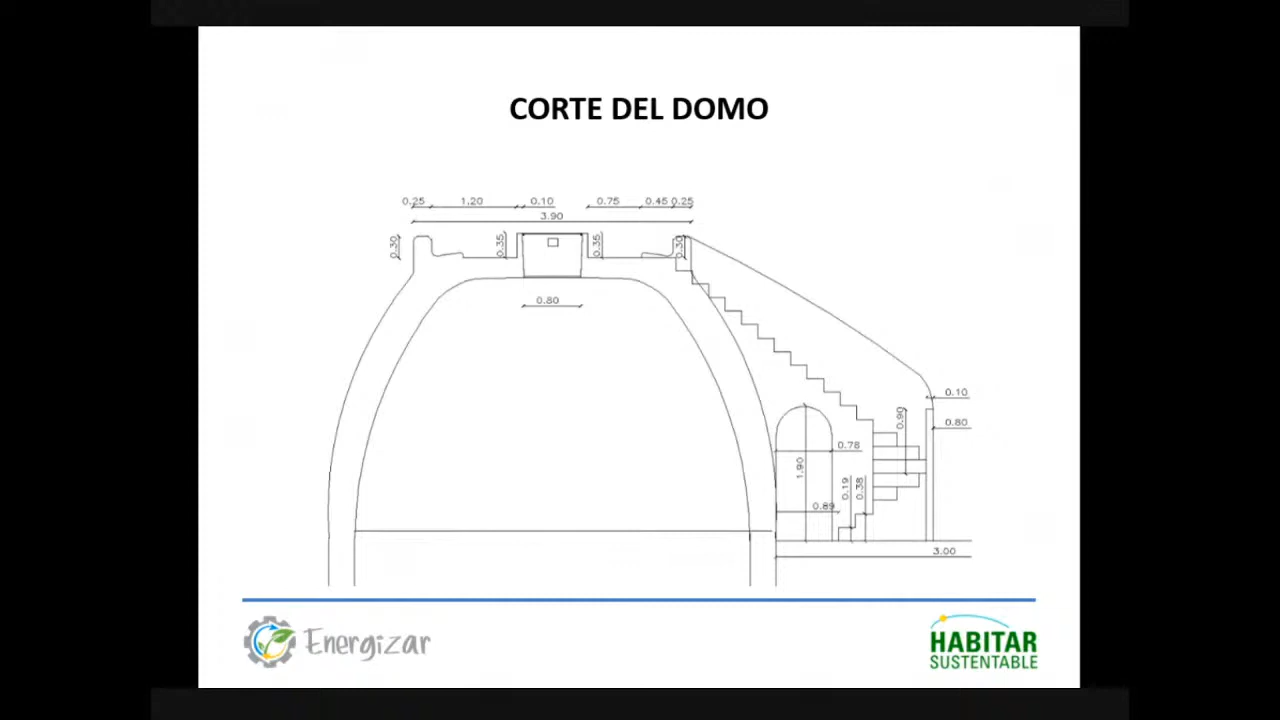 CORTE DEL DOMO
0.25 1.20 0.10 0.75 0.45 0.25
3.90
0.30 0.35 0.35 0.30
0.80
0.10
0.90
0.80
0.78
1.90
0.19 0.38
0.89
3.00
Energizar
HABITAR
SUSTENTABLE